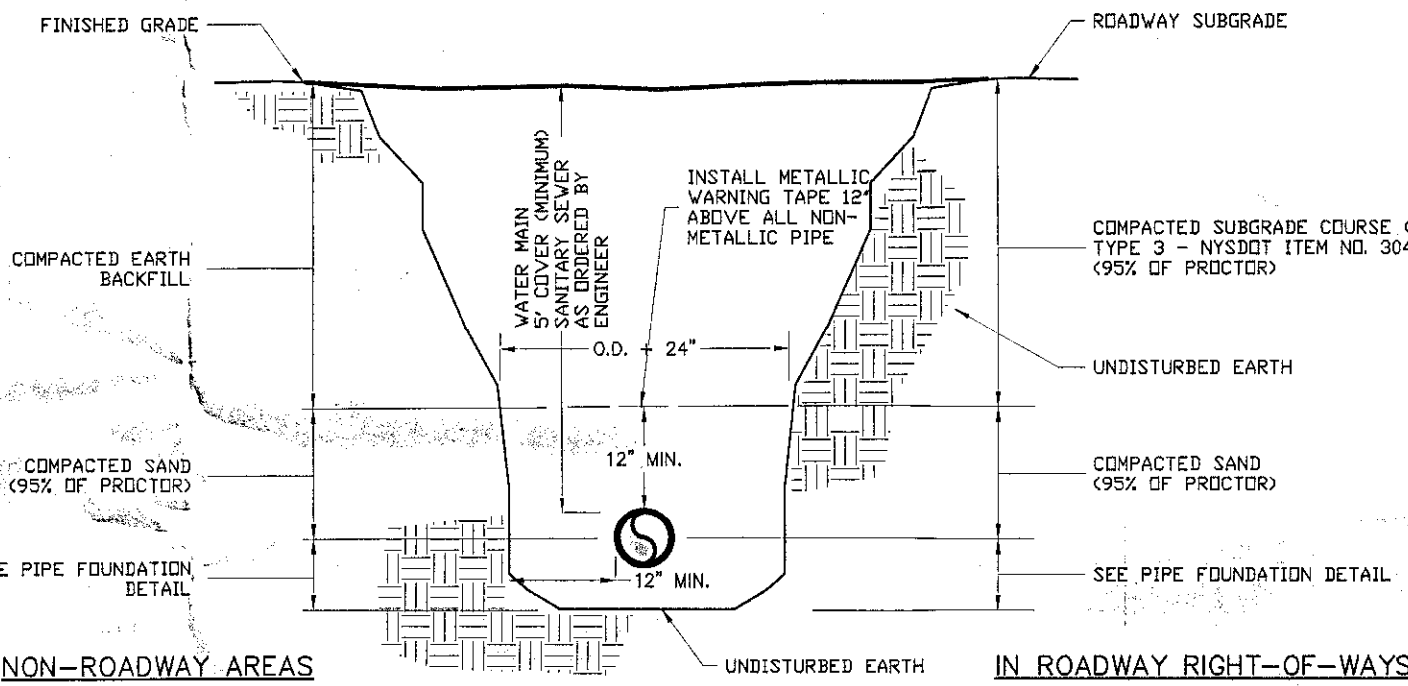 FINISHED GRADE
ROADWAY SUBGRADE
WATER MAIN
5' COVER (MINIMUM)
SANITARY SEWER
AS ORDERED BY
ENGINEER
INSTALL METALLIC
WARNING TAPE 12"
ABOVE ALL NON-
METALLIC PIPE
COMPACTED EARTH
BACKFILL
COMPACTED SUBGRADE COURSE
TYPE 3 - NYSDOT ITEM NO. 304
(95% OF PROCTOR)
O.D. + 24"
UNDISTURBED EARTH
12" MIN.
COMPACTED SAND
(95% OF PROCTOR)
COMPACTED SAND
(95% OF PROCTOR)
PIPE FOUNDATION
DETAIL
12" MIN.
SEE PIPE FOUNDATION DETAIL
UNDISTURBED EARTH
NON-ROADWAY AREAS
IN ROADWAY RIGHT-OF-WAYS